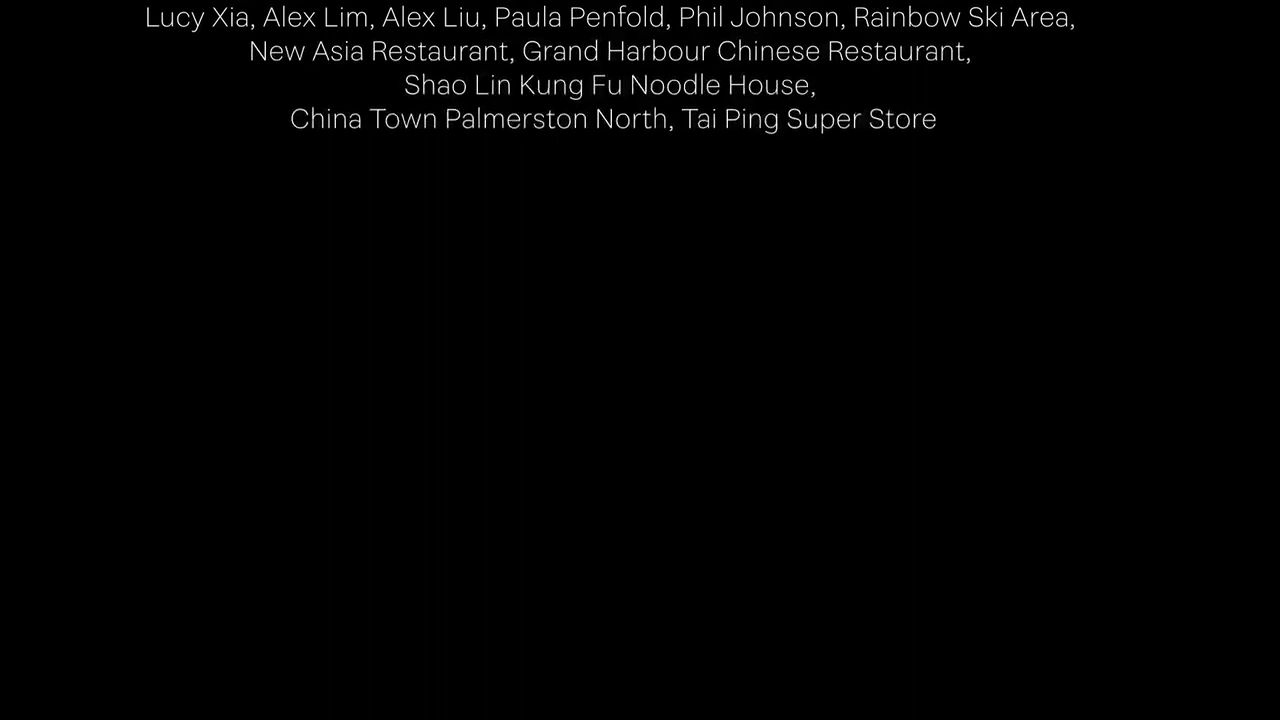 Lucy Xia, Alex Lim, Alex Liu, Paula Penfold, Phil Johnson, Rainbow Ski Area,
New Asia Restaurant, Grand Harbour Chinese Restaurant,
Shao Lin Kung Fu Noodle House,
China Town Palmerston North, Tai Ping Super Store